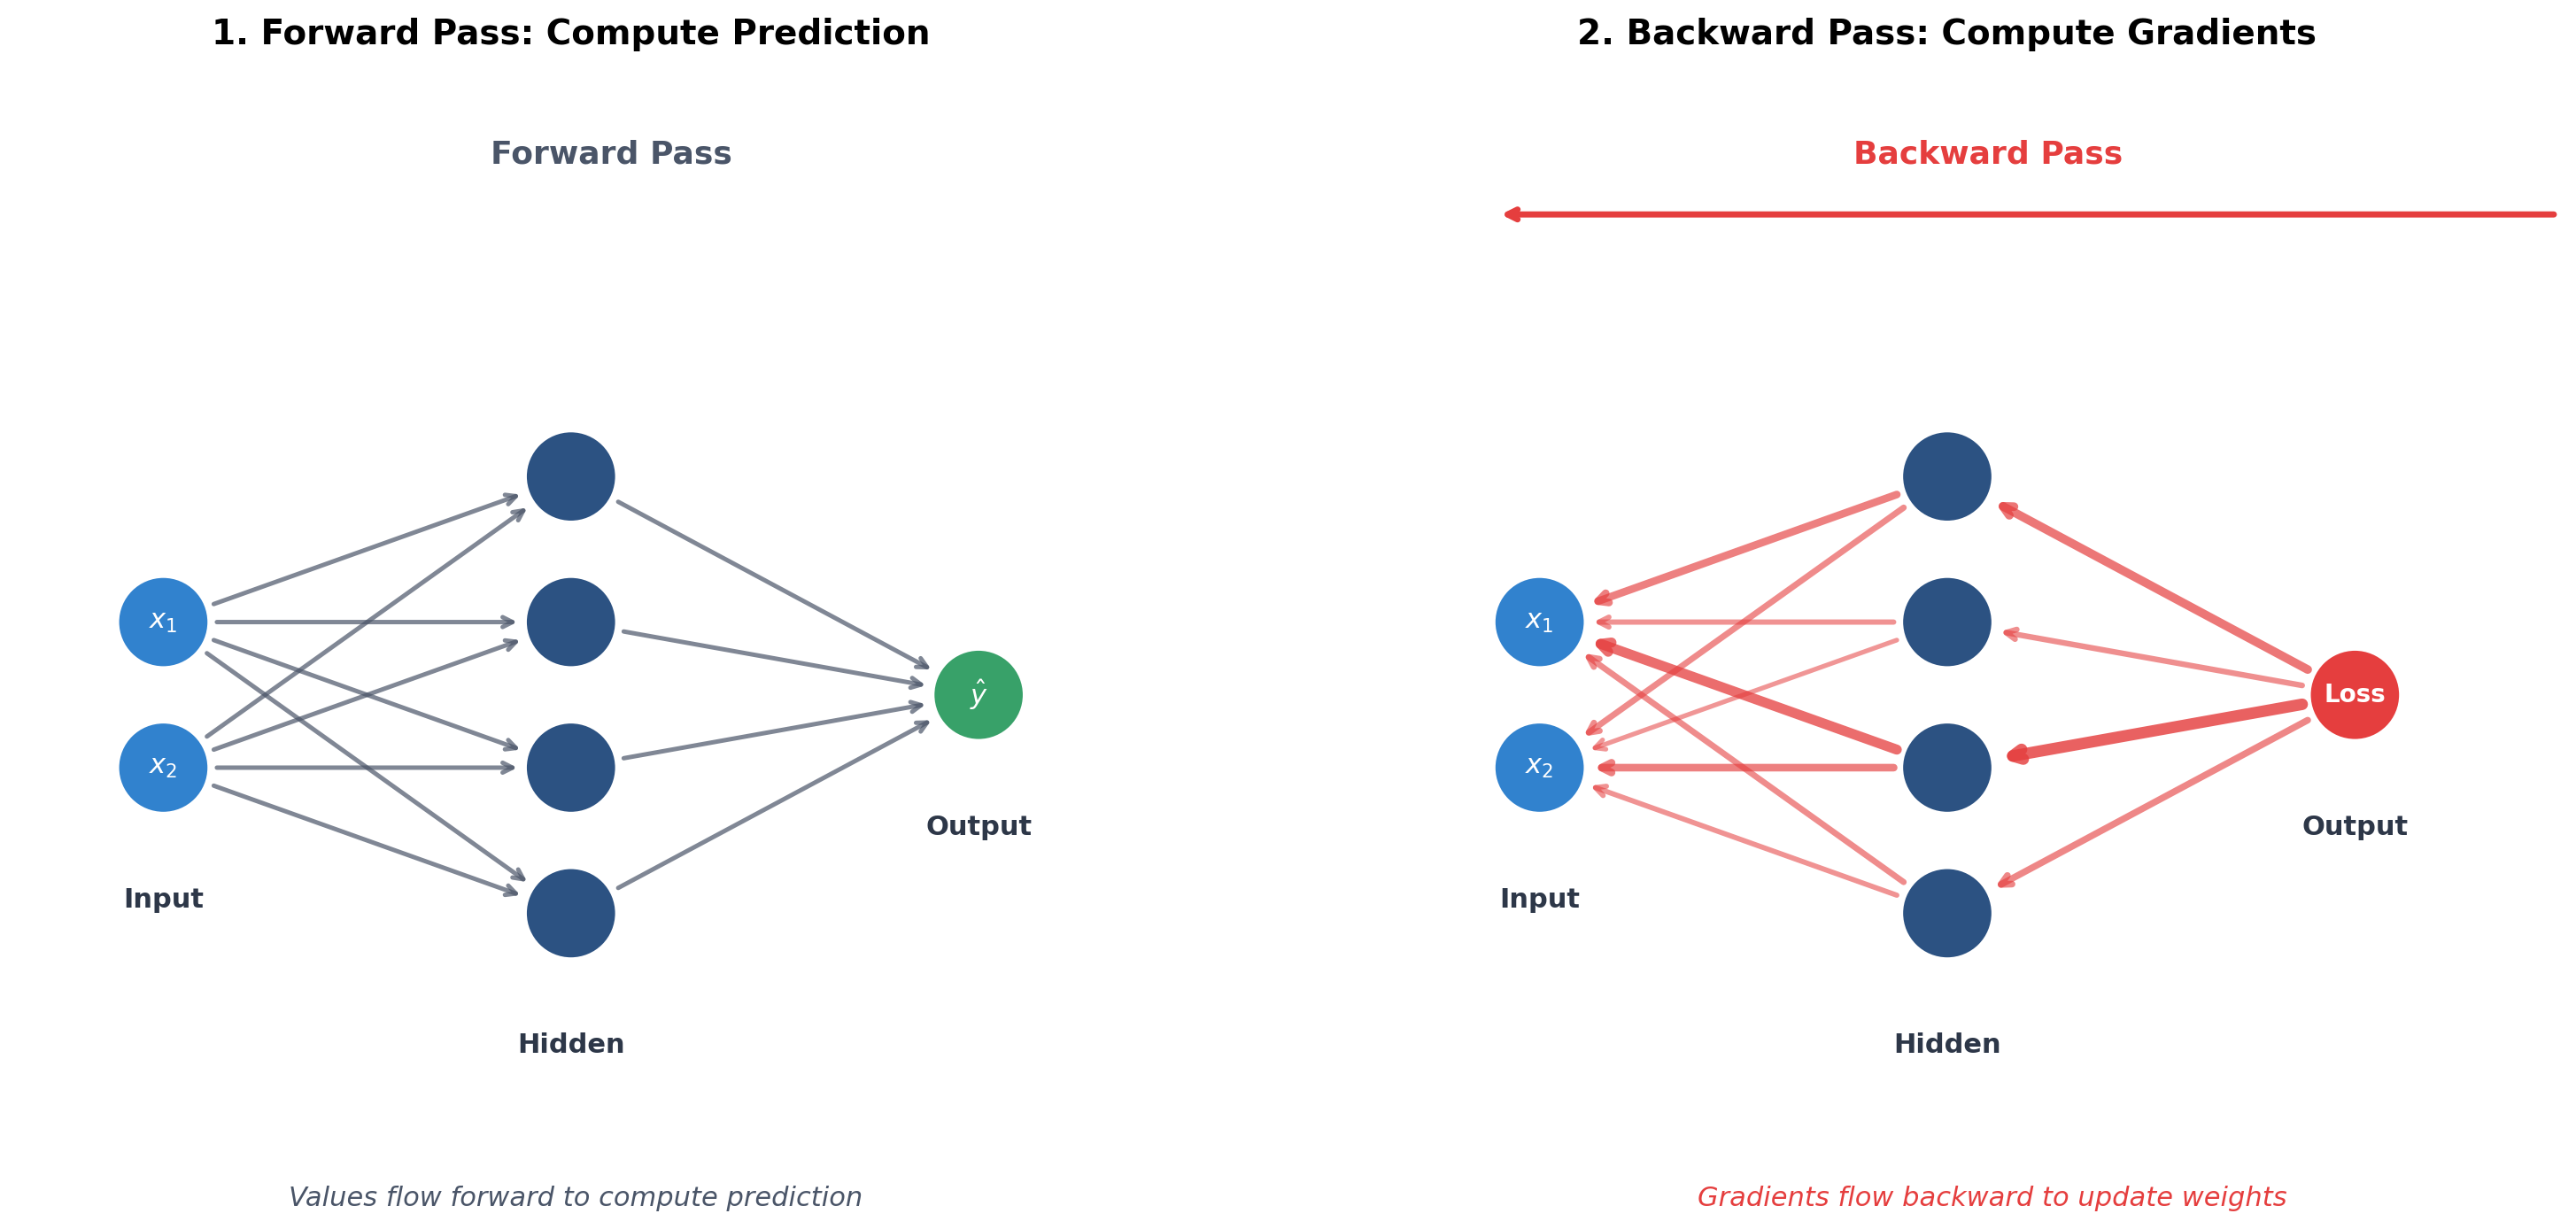 1. Forward Pass: Compute Prediction
Forward Pass
x₁
x₂
ŷ
Output
Input
Hidden
Values flow forward to compute prediction
2. Backward Pass: Compute Gradients
Backward Pass
x₁
x₂
Loss
Output
Input
Hidden
Gradients flow backward to update weights